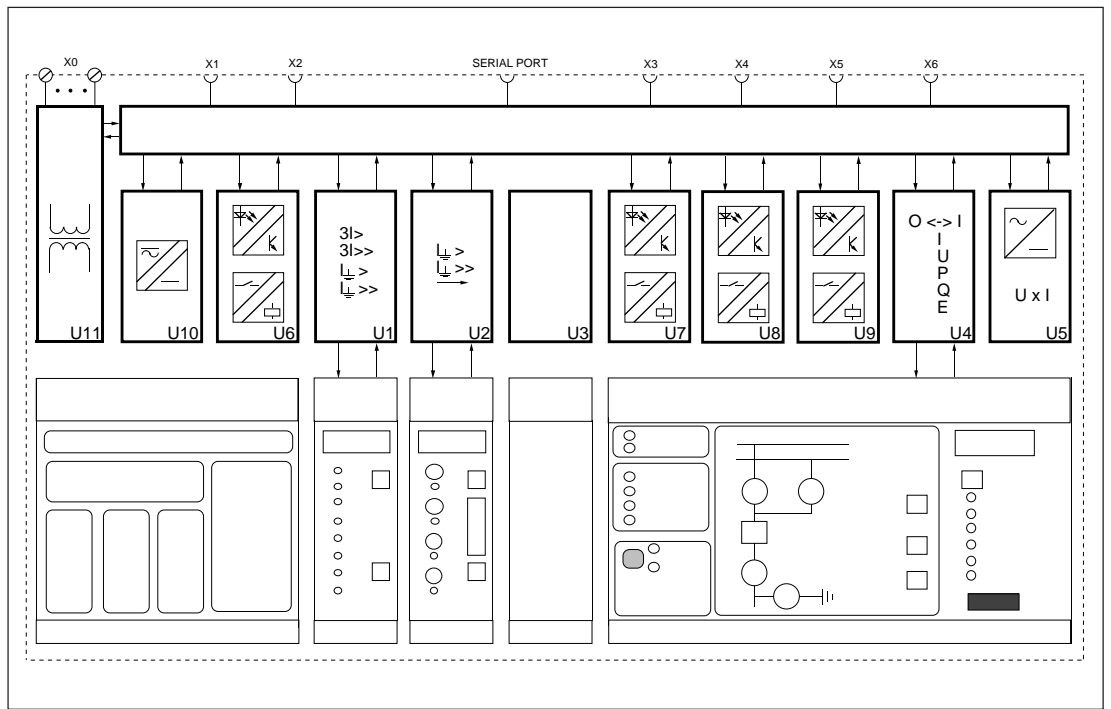 X0
X1
X2
SERIAL PORT
X3
X4
X5
X6
3I>
3I>>
I >
I >>
I >
I >>
O <-> I
I
U
P
Q
E
U x I
U11
U10
U6
U1
U2
U3
U7
U8
U9
U4
U5